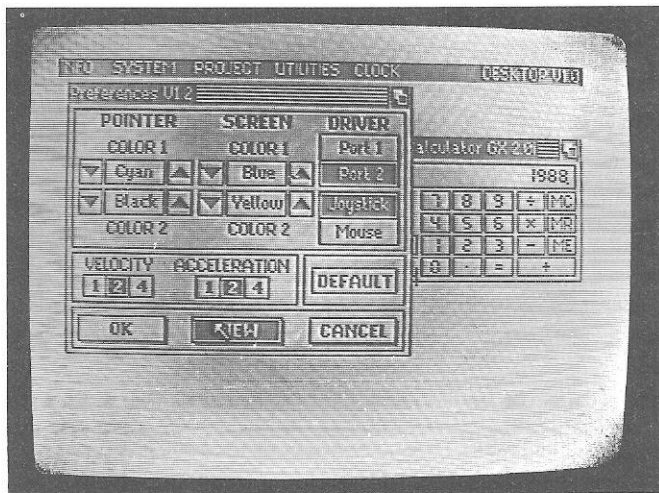 INFO SYSTEM PROJECT UTILITIES CLOCK DESKTOP V1.3
Preferences V1.2
POINTER SCREEN DRIVER
COLOR 1 COLOR 1 Port 1
Cyan Blue Port 2
Black Yellow Joystick
COLOR 2 COLOR 2 Mouse
VELOCITY ACCELERATION
1 2 4 1 2 4 DEFAULT
OK VIEW CANCEL
alculator GX-2.0
1988.
7 8 9 ÷ MC
4 5 6 × MR
1 2 3 - ME
0 . = +